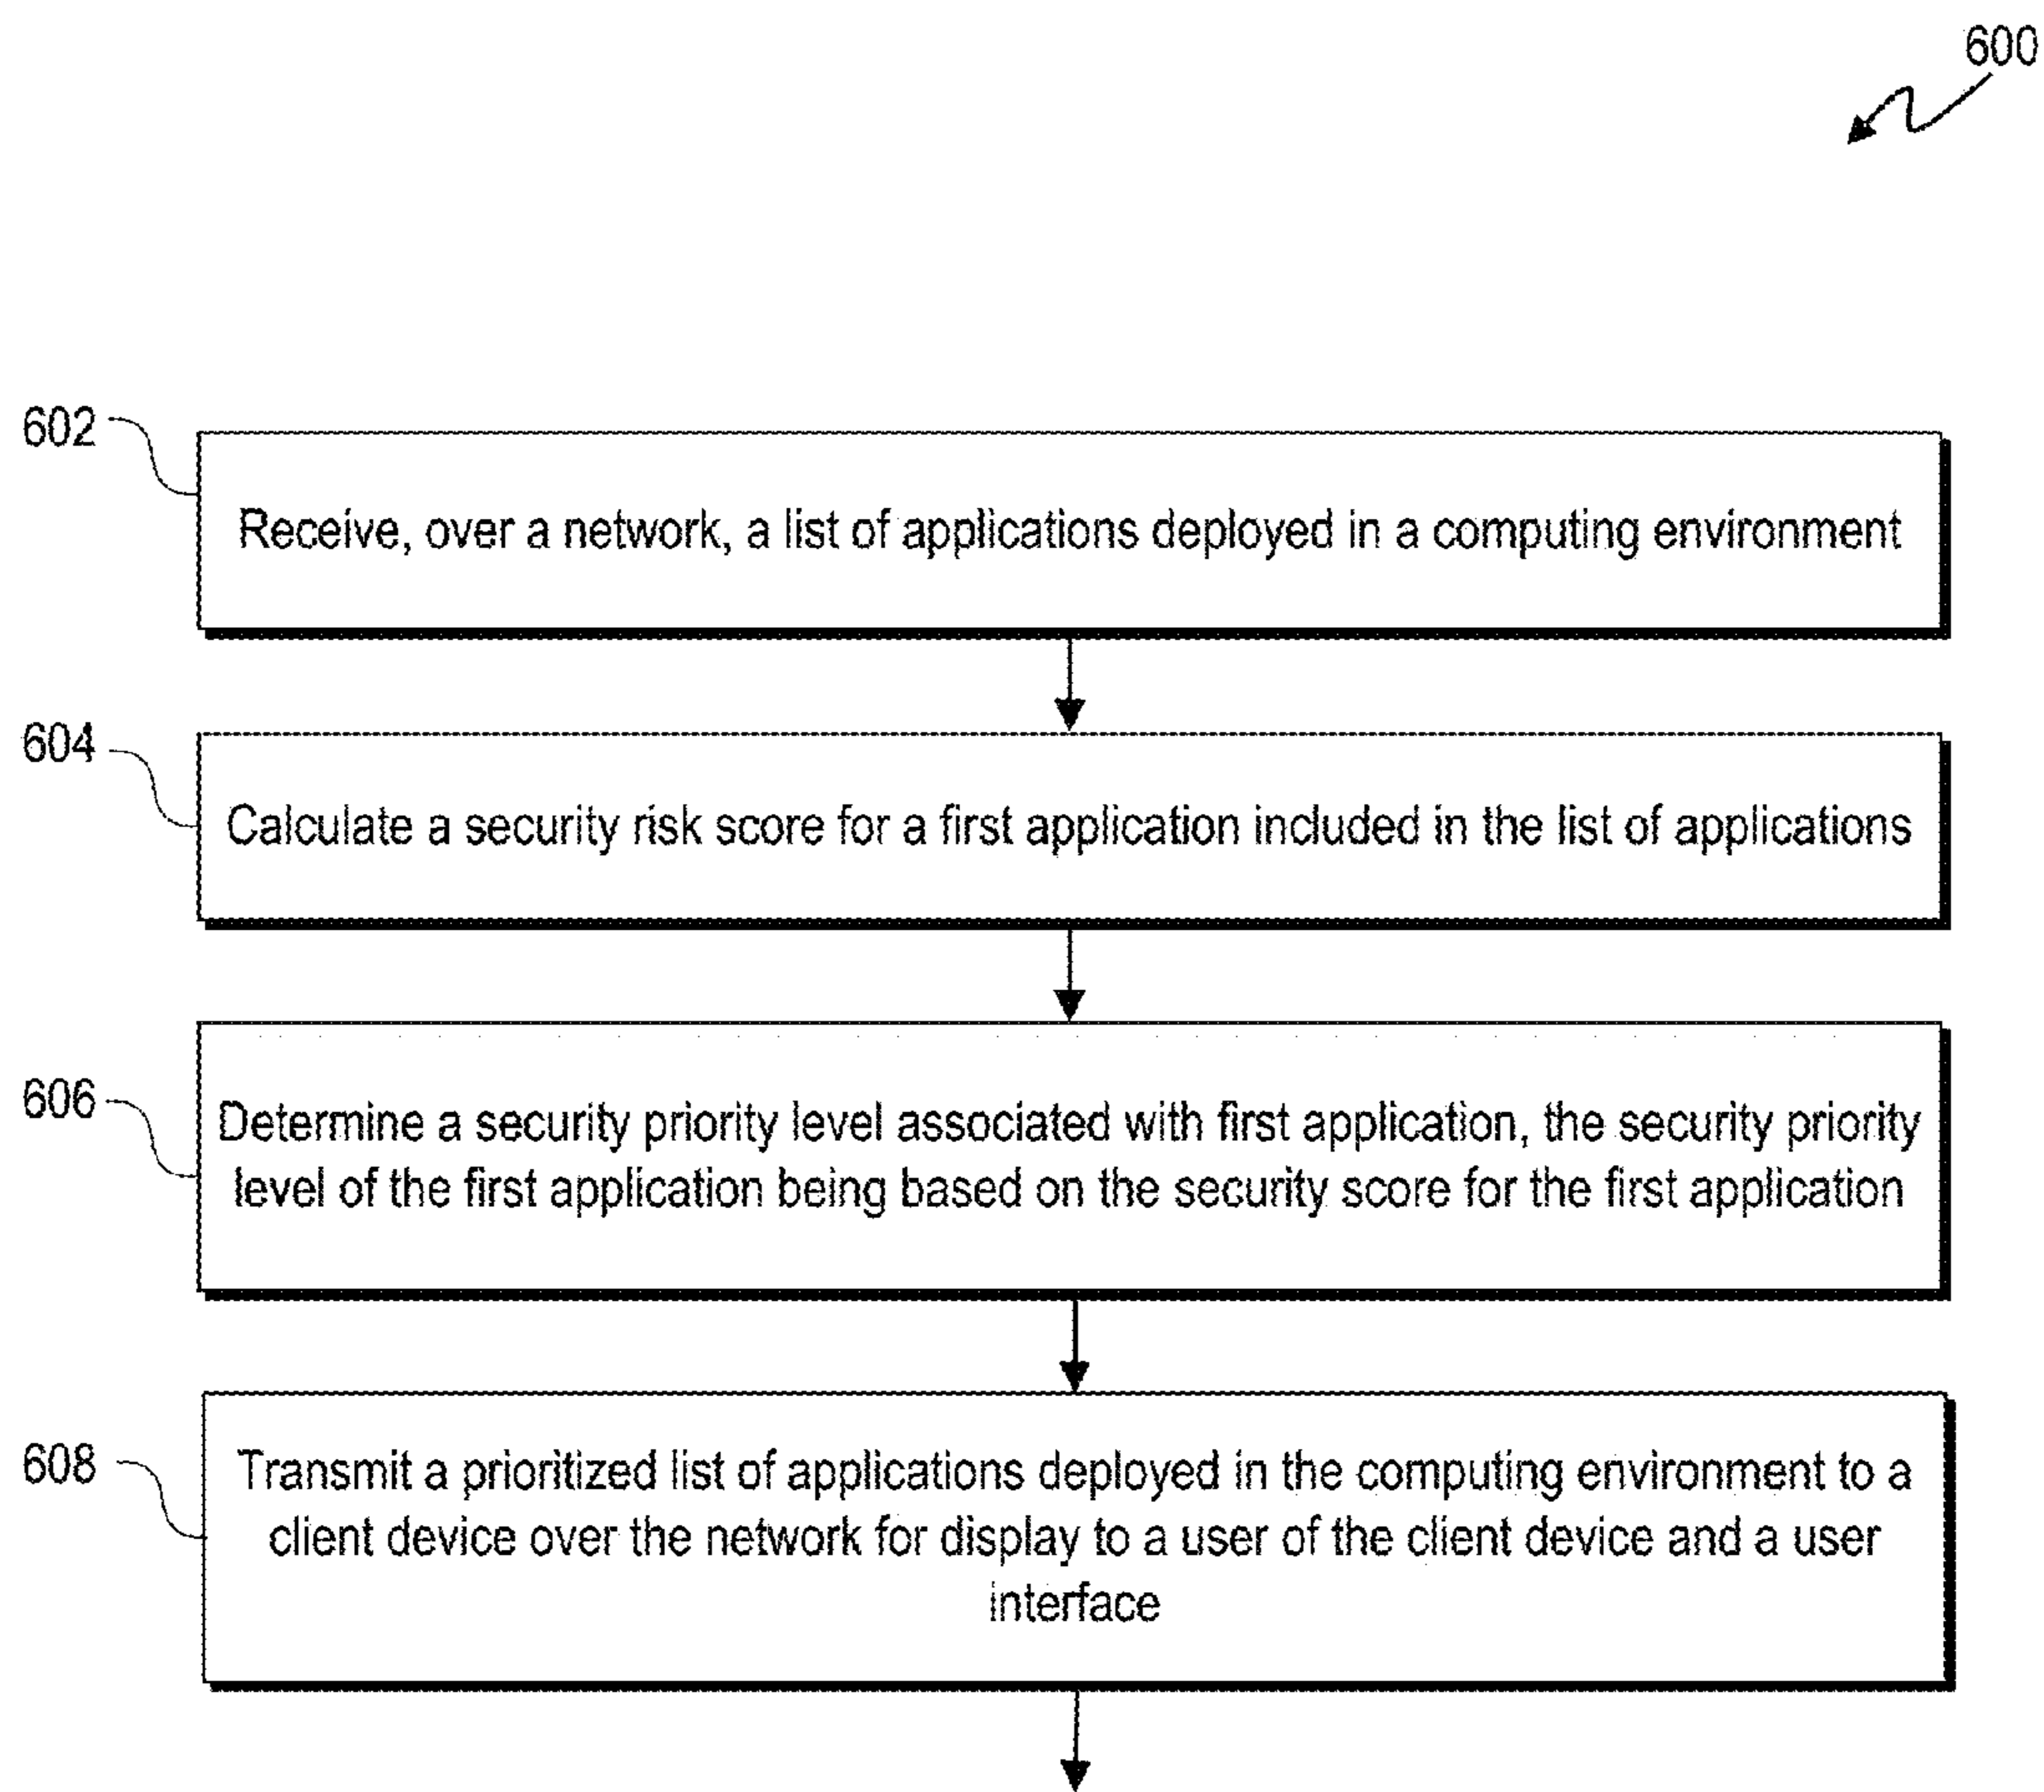 600
602
Receive, over a network, a list of applications deployed in a computing environment
604
Calculate a security risk score for a first application included in the list of applications
606
Determine a security priority level associated with first application, the security priority
level of the first application being based on the security score for the first application
608
Transmit a prioritized list of applications deployed in the computing environment to a
client device over the network for display to a user of the client device and a user
interface